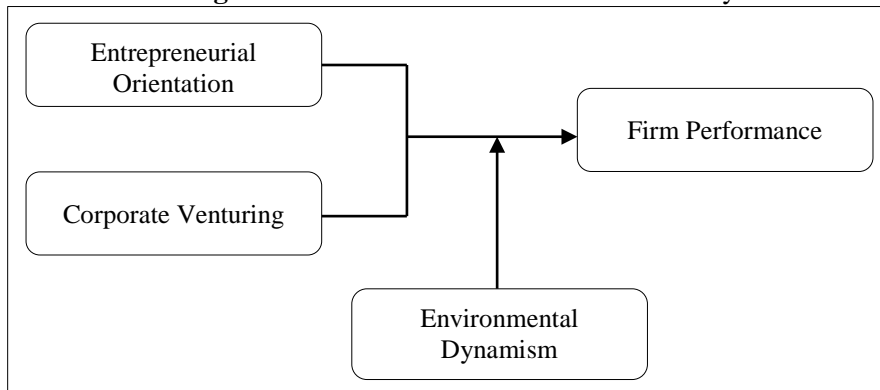 Entrepreneurial
Orientation
Firm Performance
Corporate Venturing
Environmental
Dynamism